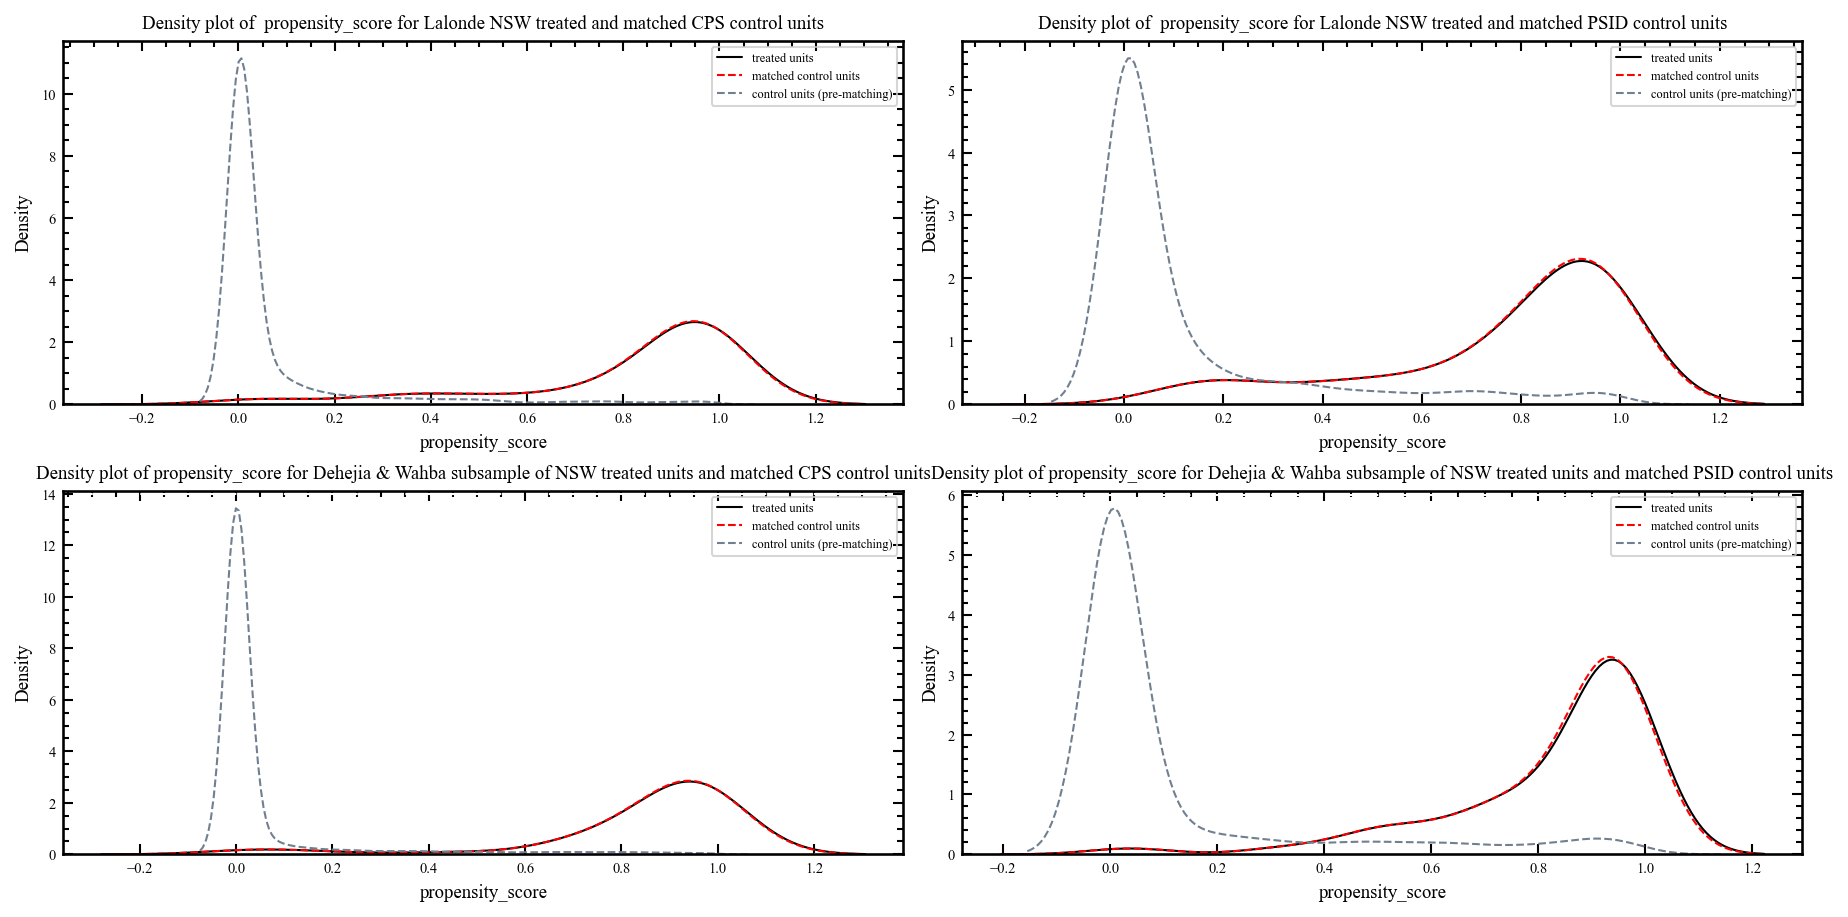 Density plot of  propensity_score for Lalonde NSW treated and matched CPS control units
treated units
matched control units
control units (pre-matching)
10
8
6
4
2
0
Density
−0.2 0.0 0.2 0.4 0.6 0.8 1.0 1.2
propensity_score
Density plot of  propensity_score for Lalonde NSW treated and matched PSID control units
treated units
matched control units
control units (pre-matching)
5
4
3
2
1
0
Density
−0.2 0.0 0.2 0.4 0.6 0.8 1.0 1.2
propensity_score
Density plot of propensity_score for Dehejia & Wahba subsample of NSW treated units and matched CPS control units
treated units
matched control units
control units (pre-matching)
14
12
10
8
6
4
2
0
Density
−0.2 0.0 0.2 0.4 0.6 0.8 1.0 1.2
propensity_score
Density plot of propensity_score for Dehejia & Wahba subsample of NSW treated units and matched PSID control units
treated units
matched control units
control units (pre-matching)
6
5
4
3
2
1
0
Density
−0.2 0.0 0.2 0.4 0.6 0.8 1.0 1.2
propensity_score